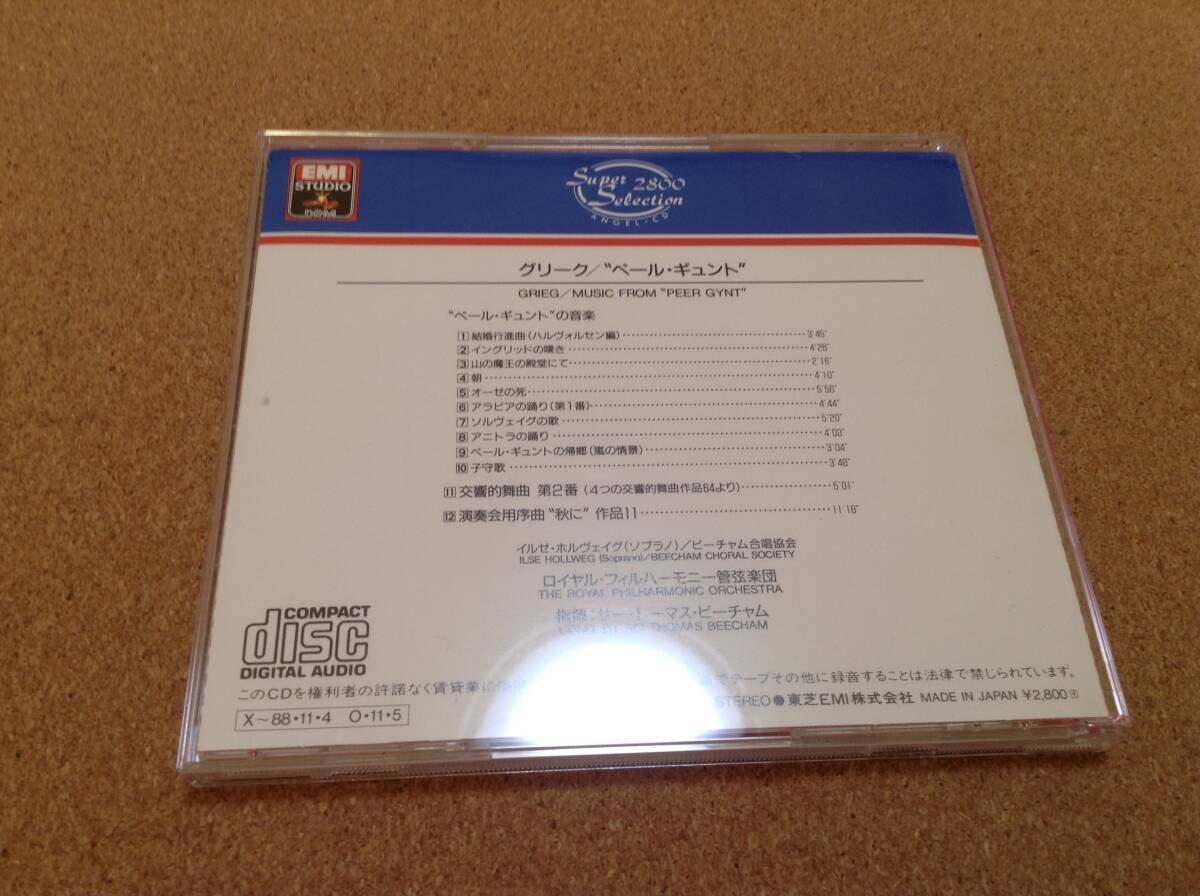 EMI
STUDIO
DRM
Super 2800
Selection
ANGEL·CD
グリーク／“ペール・ギュント”
GRIEG／MUSIC FROM “PEER GYNT”
“ペール・ギュント”の音楽
1 結婚行進曲（ハルヴォルセン編）…… 3′45″
2 イングリッドの嘆き…… 4′28″
3 山の魔王の殿堂にて…… 2′16″
4 朝…… 4′10″
5 オーゼの死…… 5′56″
6 アラビアの踊り（第1番）…… 4′44″
7 ソルヴェイグの歌…… 5′20″
8 アニトラの踊り…… 4′03″
9 ペール・ギュントの帰郷（嵐の情景）…… 3′04″
10 子守歌…… 3′48″
11 交響的舞曲 第2番（4つの交響的舞曲作品64より）…… 5′01″
12 演奏会用序曲“秋に” 作品11…… 11′18″
イルゼ・ホルヴェイグ（ソプラノ）／ビーチャム合唱協会
ILSE HOLLWEG (Soprano)／BEECHAM CHORAL SOCIETY
ロイヤル・フィルハーモニー管弦楽団
THE ROYAL PHILHARMONIC ORCHESTRA
指揮：サー・トーマス・ビーチャム
THOMAS BEECHAM
COMPACT
disc
DIGITAL AUDIO
このCDを権利者の許諾なく賃貸業に テープその他に録音することは法律で禁じられています。
X〜88・11・4 O・11・5
STEREO ● 東芝EMI株式会社 MADE IN JAPAN ¥2,800